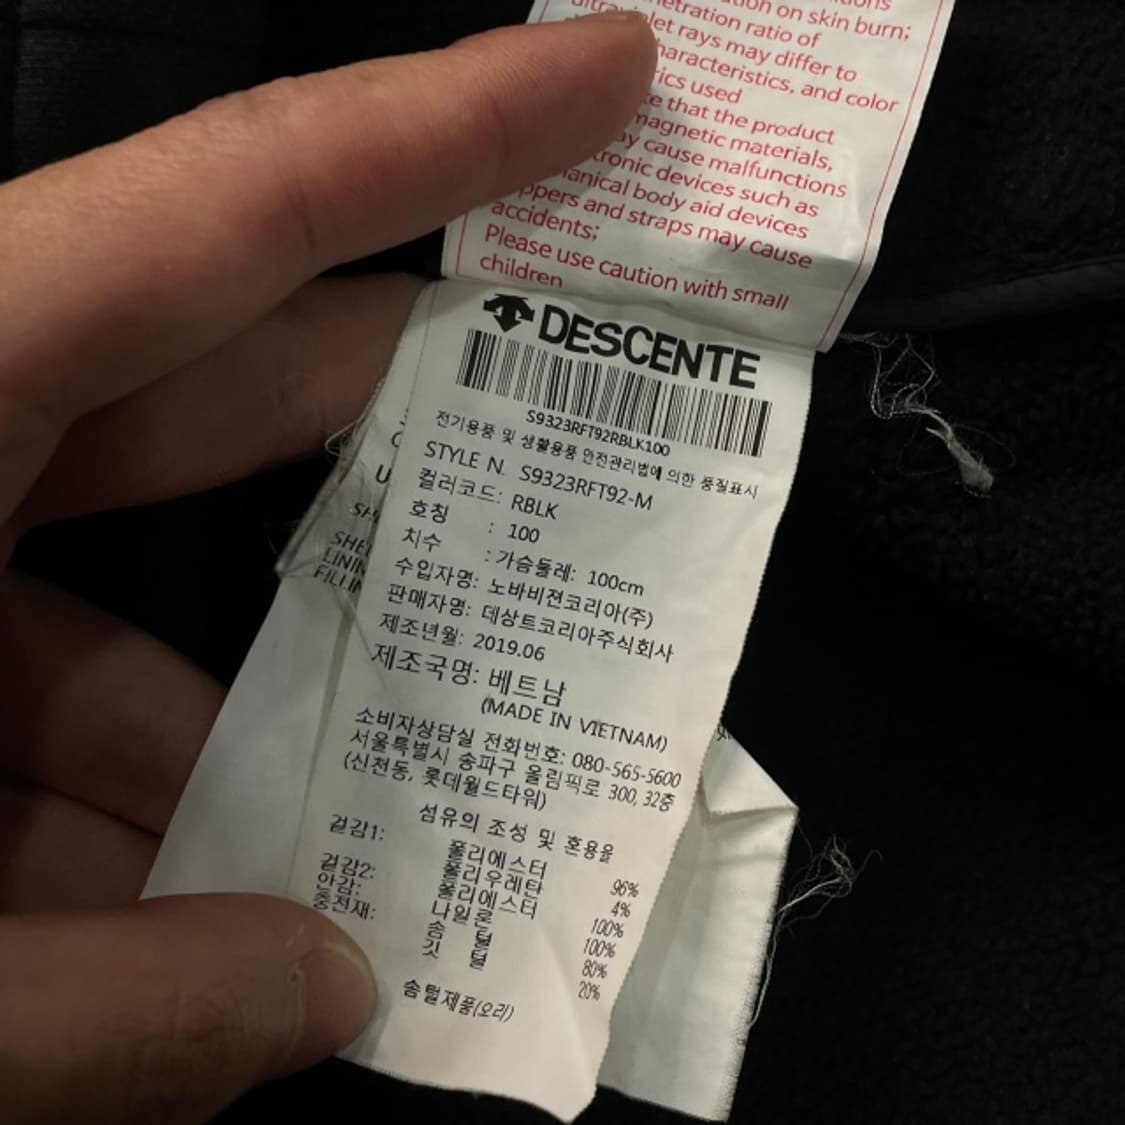 on skin burn;
netration ratio of
rays may differ to
characteristics, and color
used
that the product
magnetic materials,
cause malfunctions
devices such as
body aid devices
and straps may cause
accidents;
Please use caution with small
children
DESCENTE
S9323RFT92RBLK100
전기용품 및 생활용품 안전관리법에 의한 품질표시
STYLE N. S9323RFT92-M
컬러코드: RBLK
호칭 : 100
치수 : 가슴둘레: 100cm
수입자명: 노바비젼코리아(주)
판매자명: 데상트코리아주식회사
제조년월: 2019.06
제조국명: 베트남
(MADE IN VIETNAM)
소비자상담실 전화번호: 080-565-5600
서울특별시 송파구 올림픽로 300, 32층
(신천동, 롯데월드타워)
섬유의 조성 및 혼용율
겉감1: 폴리에스터 96%
폴리우레탄 4%
겉감2: 폴리에스터 100%
안감: 나일론 100%
충전재: 솜 털 80%
깃 털 20%
솜털제품(오리)